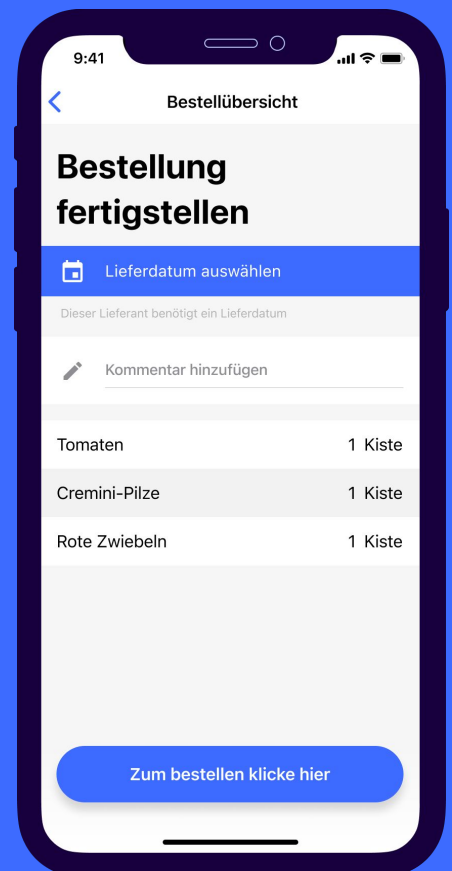 9:41
Bestellübersicht
Bestellung
fertigstellen
Lieferdatum auswählen
Dieser Lieferant benötigt ein Lieferdatum
Kommentar hinzufügen
Tomaten 1 Kiste
Cremini-Pilze 1 Kiste
Rote Zwiebeln 1 Kiste
Zum bestellen klicke hier